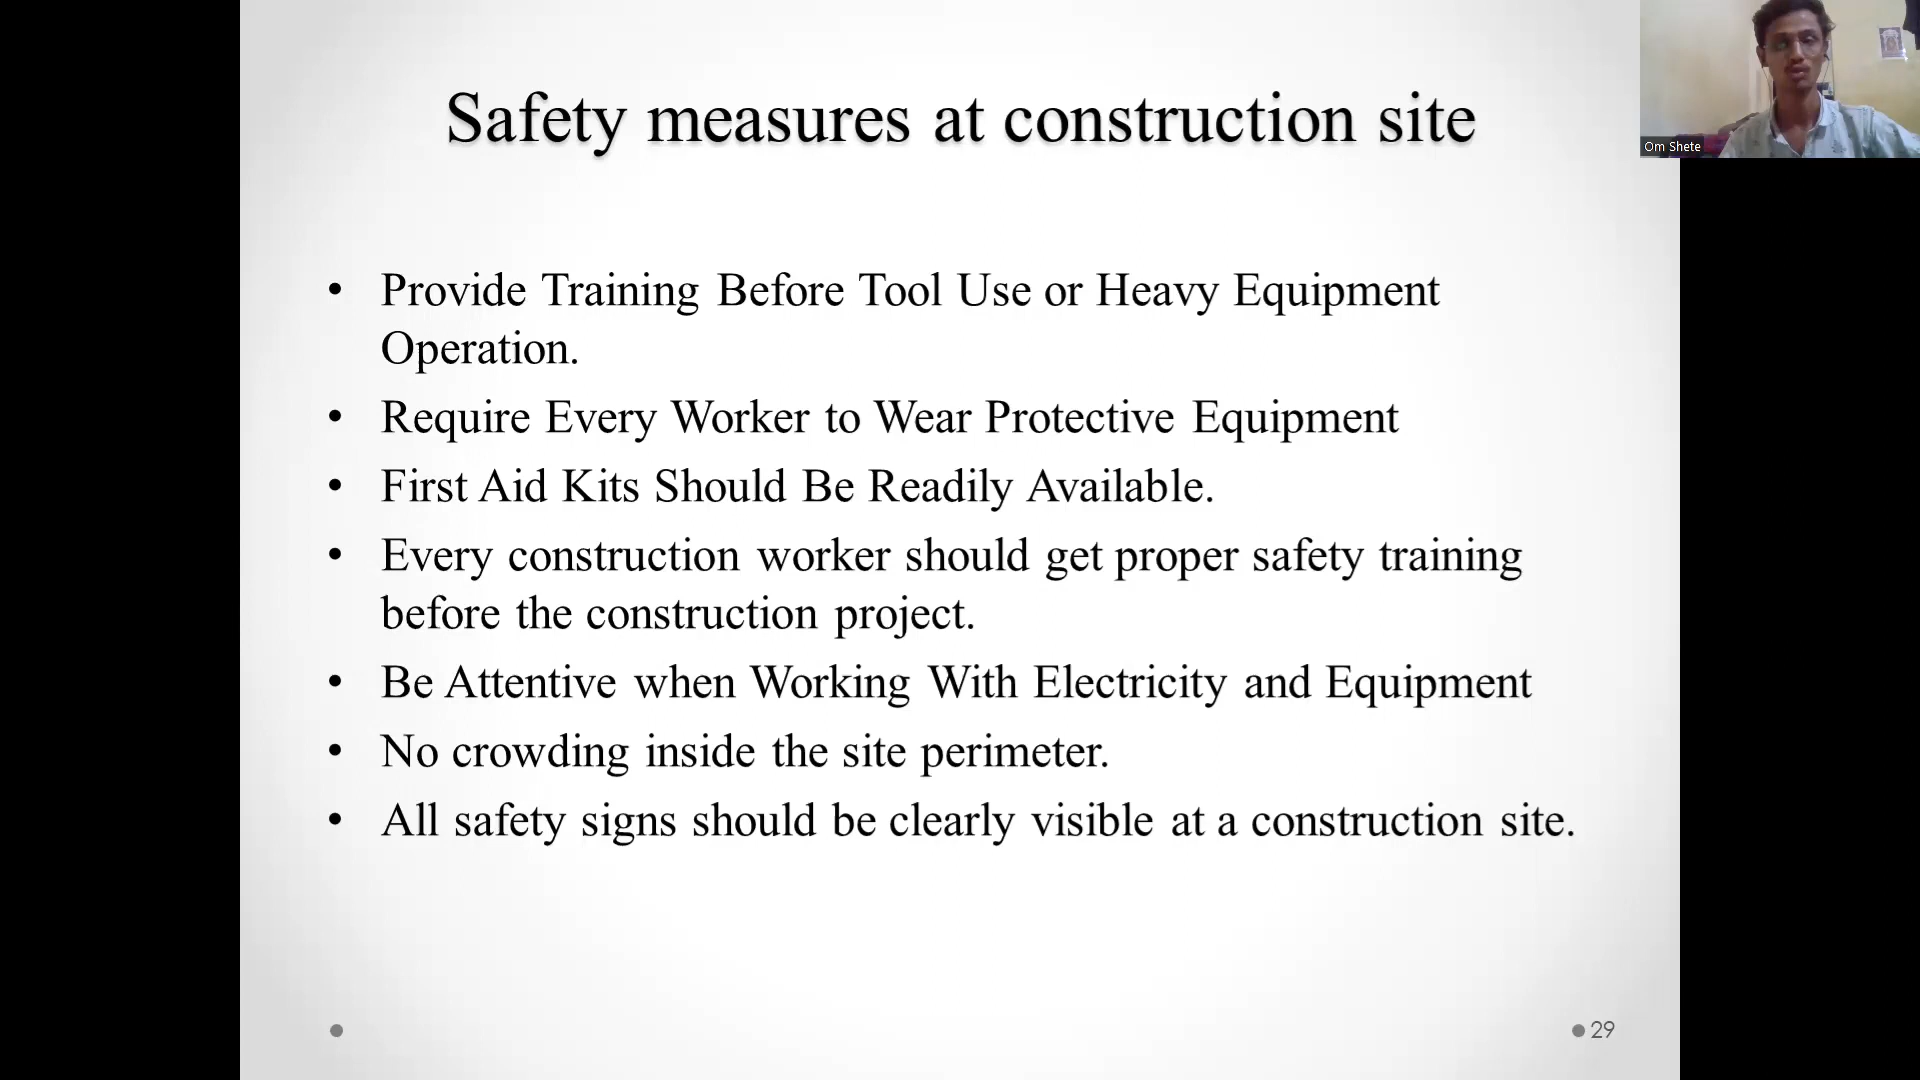 Safety measures at construction site
Om Shete
• Provide Training Before Tool Use or Heavy Equipment
Operation.
• Require Every Worker to Wear Protective Equipment
• First Aid Kits Should Be Readily Available.
• Every construction worker should get proper safety training
before the construction project.
• Be Attentive when Working With Electricity and Equipment
• No crowding inside the site perimeter.
• All safety signs should be clearly visible at a construction site.
29